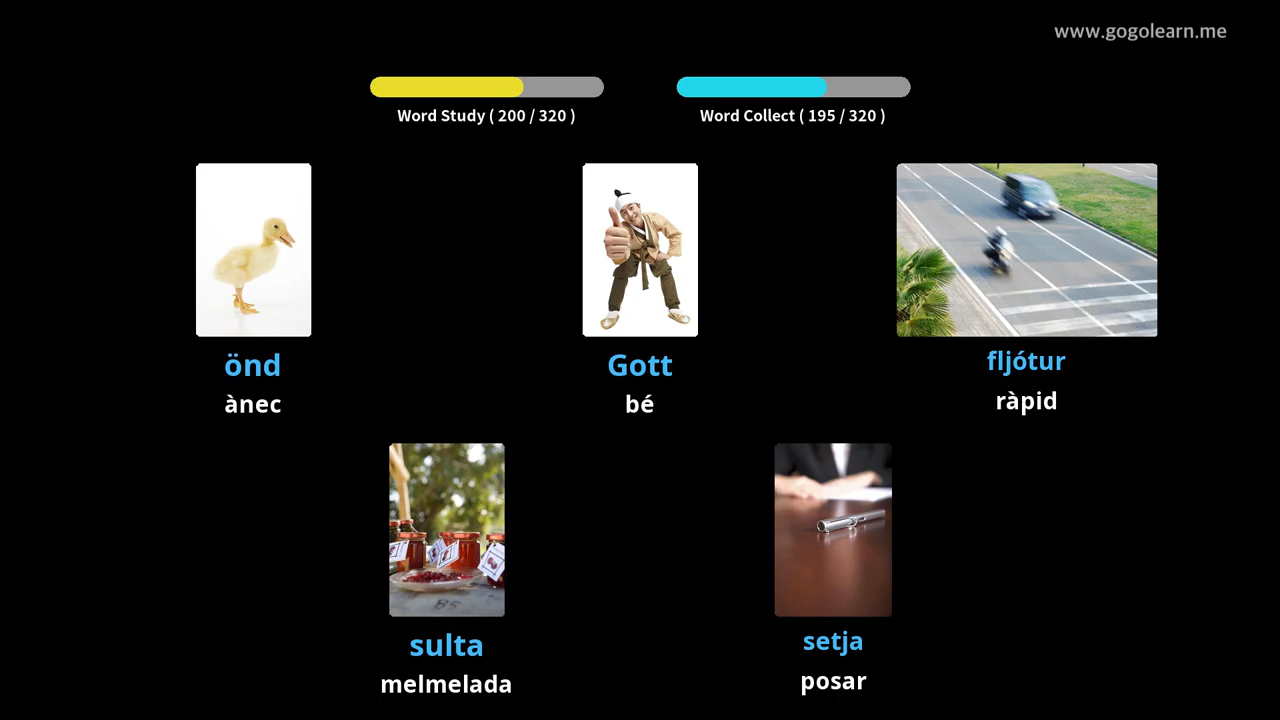 www.gogolearn.me
Word Study ( 200 / 320 )
Word Collect ( 195 / 320 )
önd
ànec
Gott
bé
fljótur
ràpid
sulta
melmelada
setja
posar